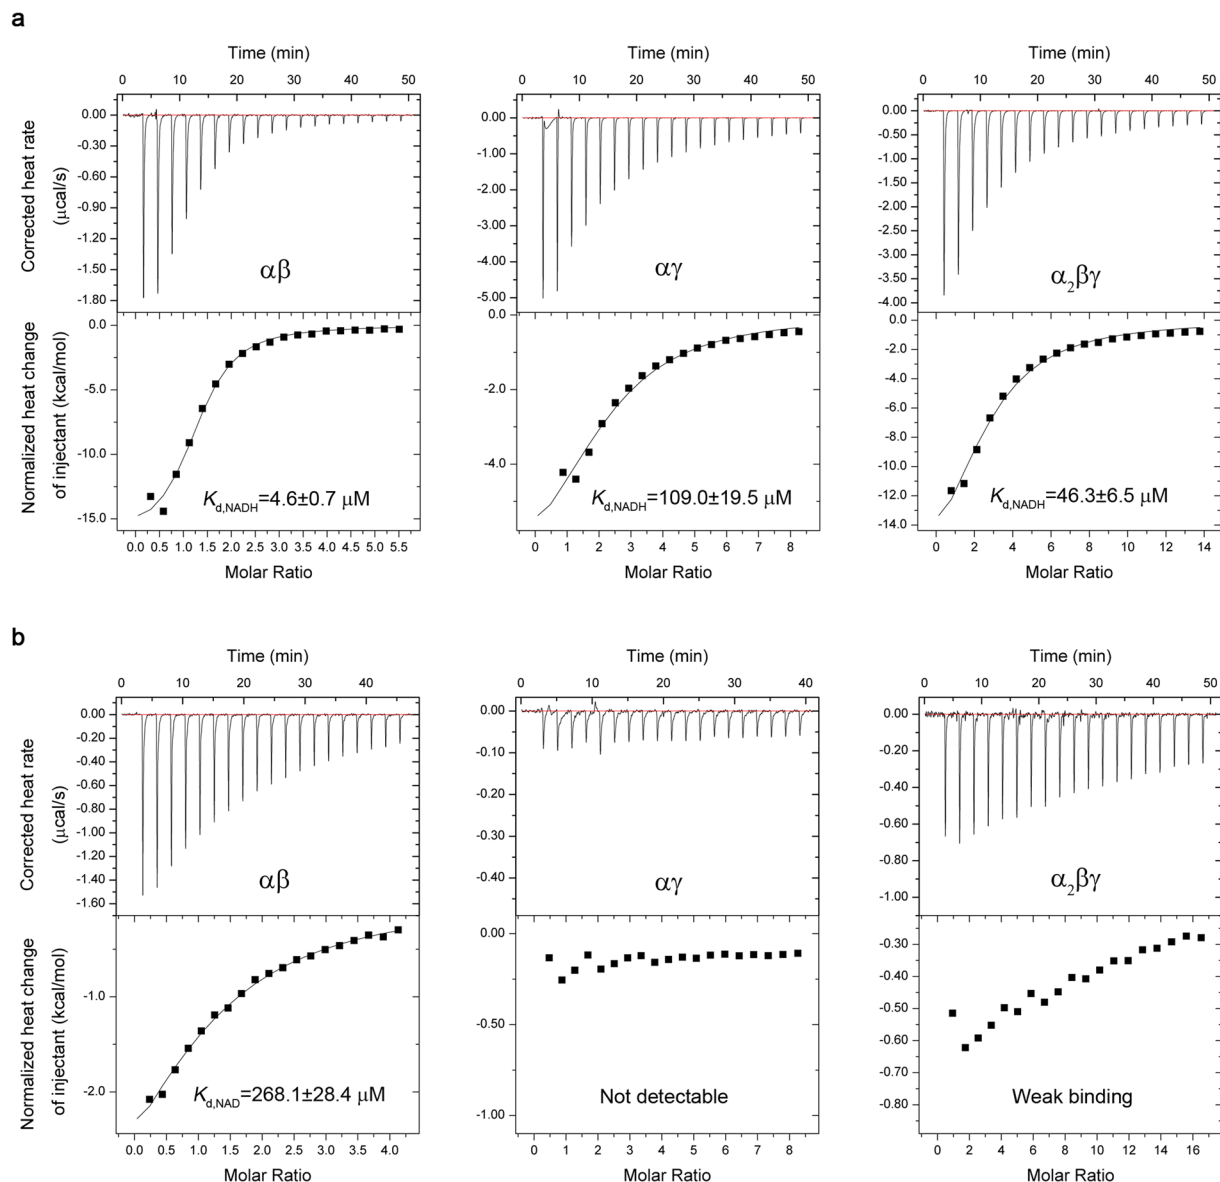 a
Time (min)
Time (min)
Time (min)
0 10 20 30 40 50
0 10 20 30 40 50
0 10 20 30 40 50
Corrected heat rate
(μcal/s)
0.00
-0.30
-0.60
-0.90
-1.20
-1.50
-1.80
αβ
0.00
-1.00
-2.00
-3.00
-4.00
-5.00
αγ
0.00
-0.50
-1.00
-1.50
-2.00
-2.50
-3.00
-3.50
-4.00
α2βγ
Normalized heat change
of injectant (kcal/mol)
0.0
-5.0
-10.0
-15.0
Kd,NADH=4.6±0.7 μM
0.0
-2.0
-4.0
Kd,NADH=109.0±19.5 μM
0.0
-2.0
-4.0
-6.0
-8.0
-10.0
-12.0
-14.0
Kd,NADH=46.3±6.5 μM
0.0 0.5 1.0 1.5 2.0 2.5 3.0 3.5 4.0 4.5 5.0 5.5
0 1 2 3 4 5 6 7 8
0 2 4 6 8 10 12 14
Molar Ratio
Molar Ratio
Molar Ratio
b
Time (min)
Time (min)
Time (min)
0 10 20 30 40
0 10 20 30 40
0 10 20 30 40 50
Corrected heat rate
(μcal/s)
0.00
-0.20
-0.40
-0.60
-0.80
-1.00
-1.20
-1.40
-1.60
αβ
0.00
-0.10
-0.20
-0.30
-0.40
αγ
0.00
-0.20
-0.40
-0.60
-0.80
-1.00
α2βγ
Normalized heat change
of injectant (kcal/mol)
-1.0
-2.0
Kd,NAD=268.1±28.4 μM
0.00
-0.50
-1.00
Not detectable
-0.30
-0.40
-0.50
-0.60
-0.70
-0.80
Weak binding
0.0 0.5 1.0 1.5 2.0 2.5 3.0 3.5 4.0
0 1 2 3 4 5 6 7 8
0 2 4 6 8 10 12 14 16
Molar Ratio
Molar Ratio
Molar Ratio